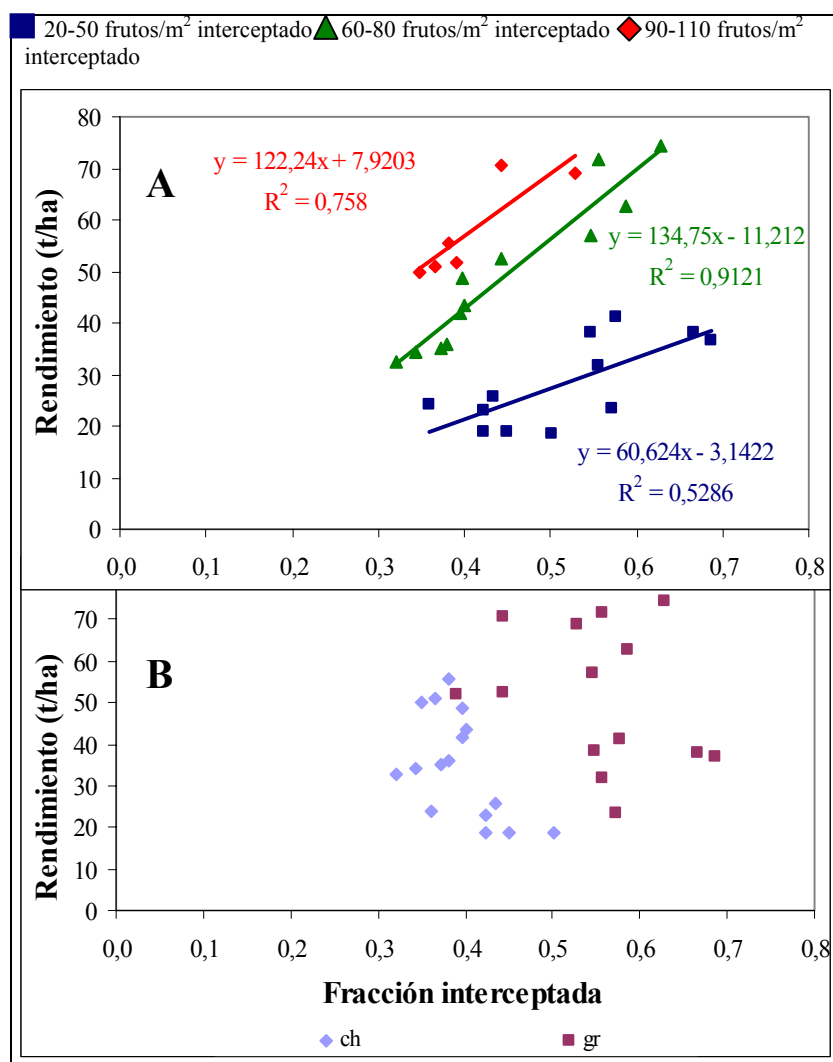 20-50 frutos/m² interceptado 60-80 frutos/m² interceptado 90-110 frutos/m²
interceptado
A
y = 122,24x + 7,9203
R² = 0,758
y = 134,75x - 11,212
R² = 0,9121
y = 60,624x - 3,1422
R² = 0,5286
Rendimiento (t/ha)
80
70
60
50
40
30
20
10
0
0,0 0,1 0,2 0,3 0,4 0,5 0,6 0,7 0,8
B
Rendimiento (t/ha)
70
60
50
40
30
20
10
0
0,0 0,1 0,2 0,3 0,4 0,5 0,6 0,7 0,8
Fracción interceptada
ch gr